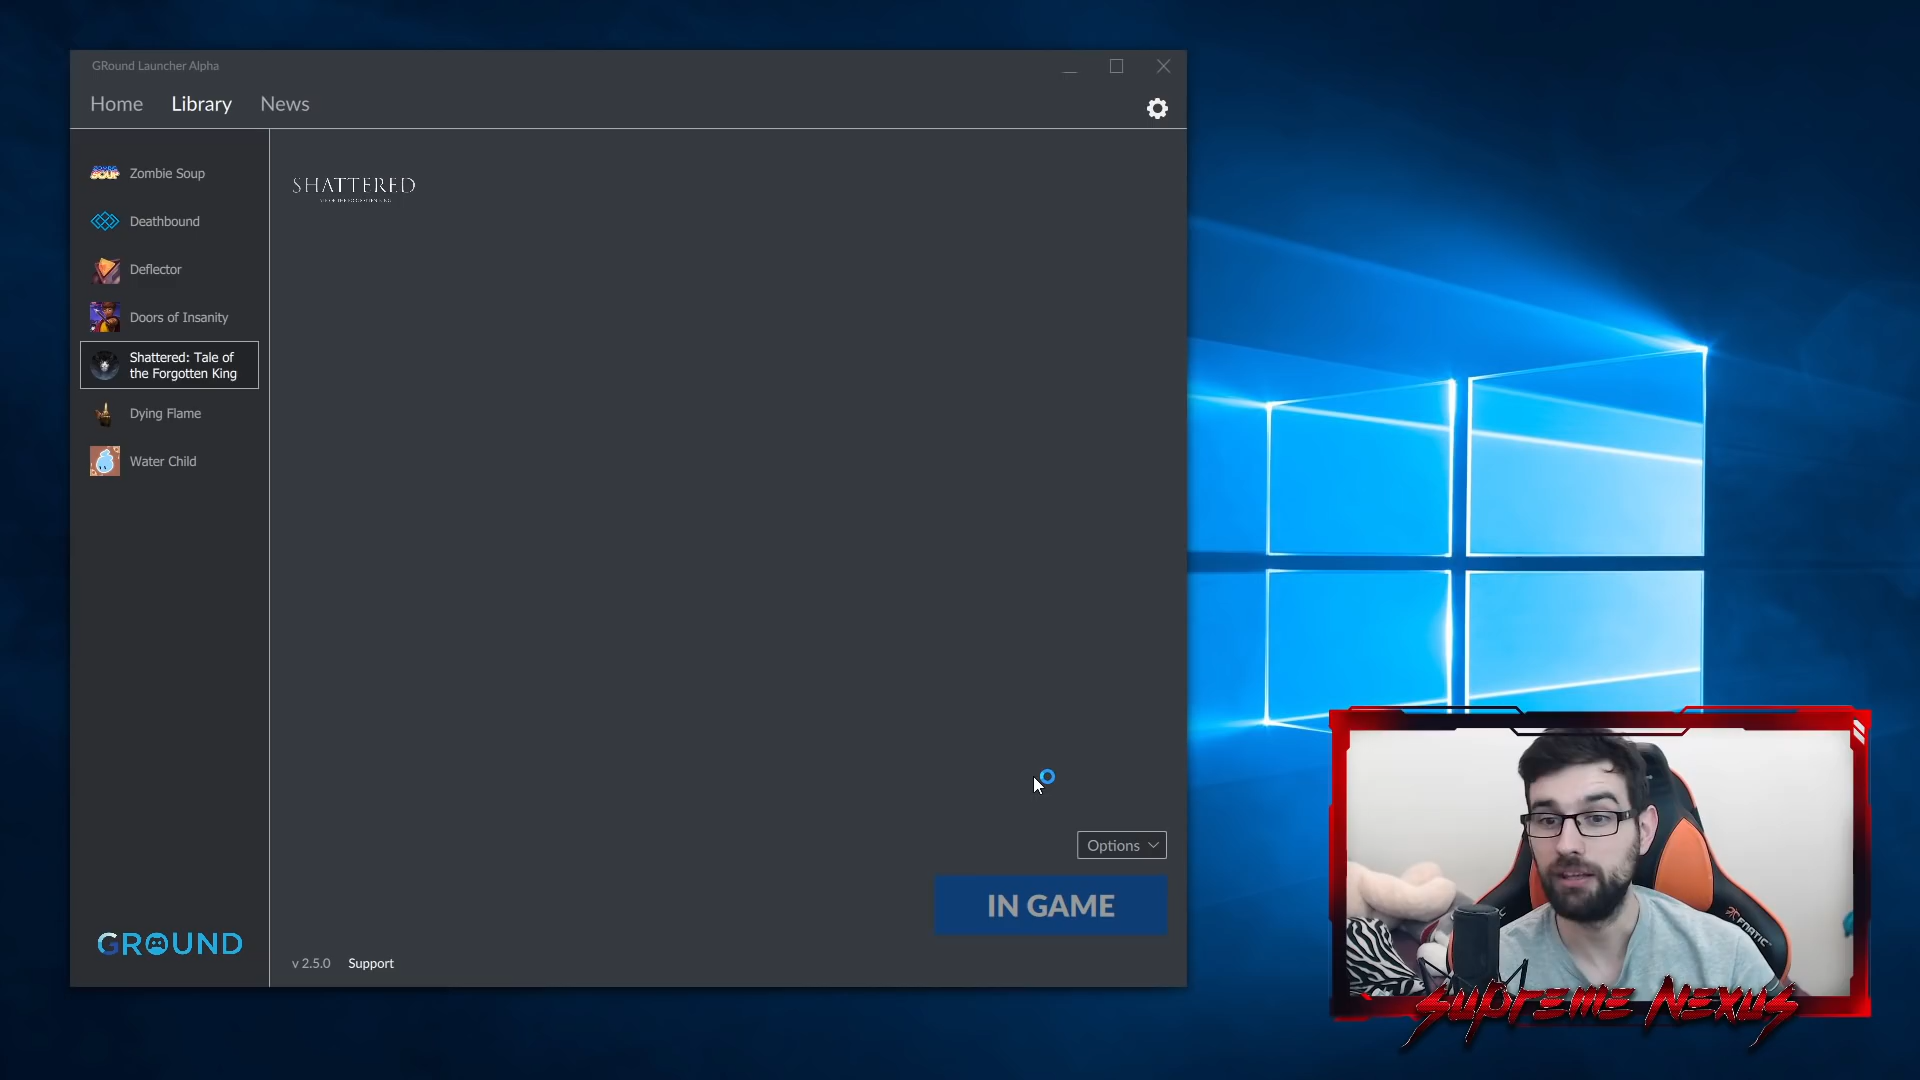 GRound Launcher Alpha
Home Library News
Zombie Soup
Deathbound
Deflector
Doors of Insanity
Shattered: Tale of
the Forgotten King
Dying Flame
Water Child
SHATTERED
Options
IN GAME
GROUND
v 2.5.0 Support
FNATIC
Supreme Nexus